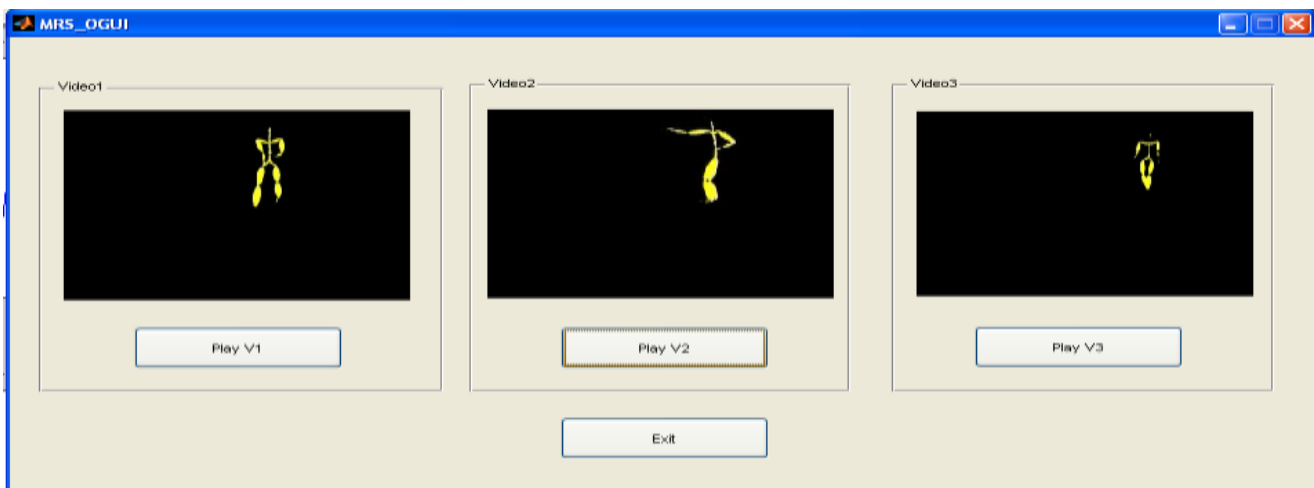 MRS_OGUI
Video1
Video2
Video3
Play V1
Play V2
Play V3
Exit